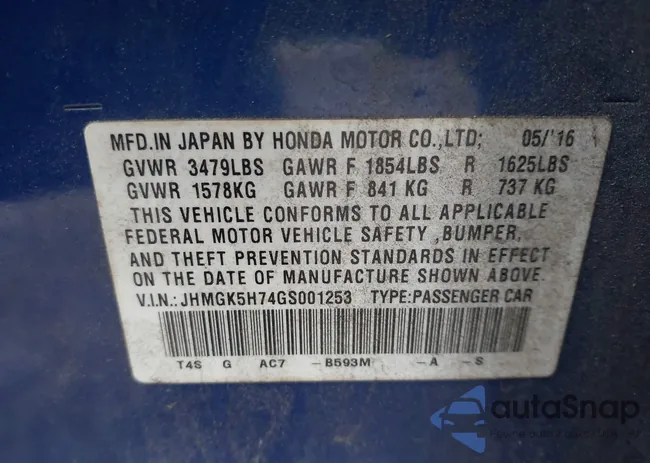 MFD.IN JAPAN BY HONDA MOTOR CO.,LTD; 05/'16
GVWR 3479LBS GAWR F 1854LBS R 1625LBS
GVWR 1578KG GAWR F 841 KG R 737 KG
THIS VEHICLE CONFORMS TO ALL APPLICABLE
FEDERAL MOTOR VEHICLE SAFETY ,BUMPER,
AND THEFT PREVENTION STANDARDS IN EFFECT
ON THE DATE OF MANUFACTURE SHOWN ABOVE.
V.I.N.:JHMGK5H74GS001253 TYPE:PASSENGER CAR
T4S G AC7 -B593M -A -S
autoSnap
Pewne auto z